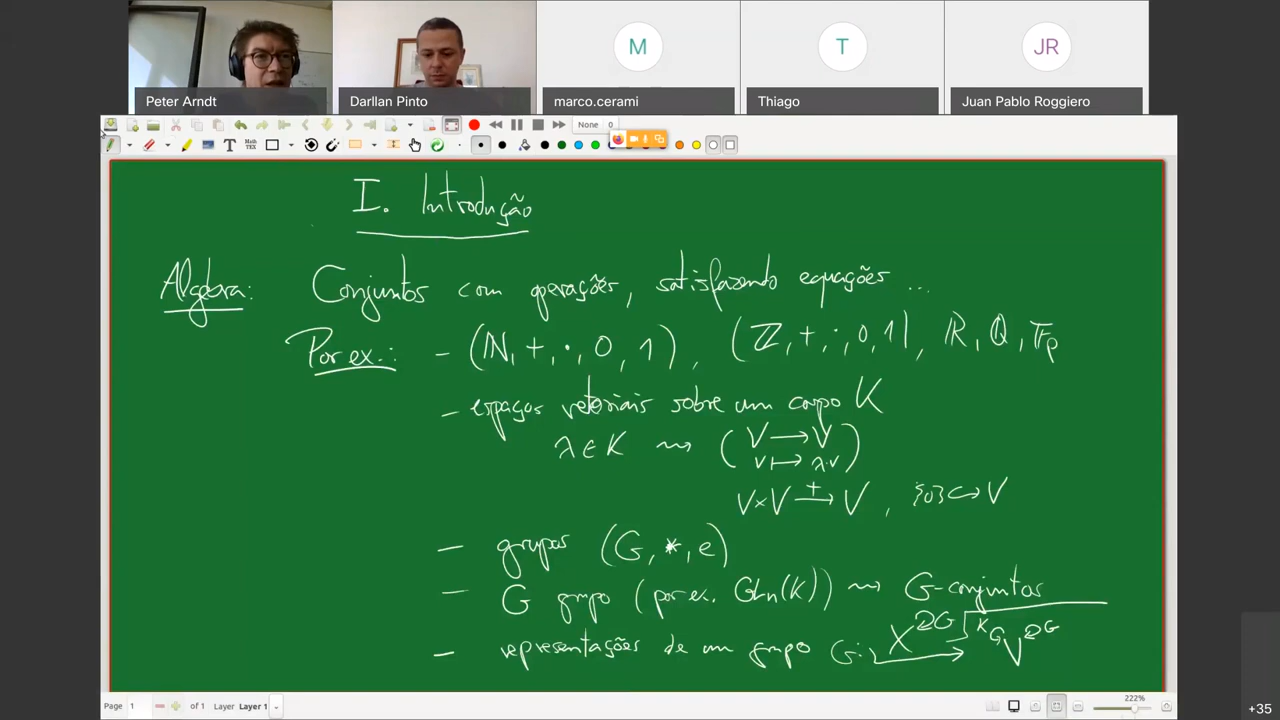 Peter Arndt
Darllan Pinto
M
marco.cerami
T
Thiago
JR
Juan Pablo Roggiero
None 0
T Math TEX
I. Introdução
Algebra: Conjuntos com operações, satisfazendo equações ...
Por ex.: - (ℕ, +, ·, 0, 1), (ℤ, +, ·, 0, 1), ℝ, ℚ, 𝔽p
- espaços vetoriais sobre um corpo K
λ ∈ K ⇝ (V → V
v ↦ λ·v)
V × V →+ V, {0} ↪ V
- grupos (G, *, e)
- G grupo (por ex. GLn(K)) ⇝ G-conjuntos
X
- representações de um grupo G:
K V G
Page 1 of 1 Layer Layer 1
222%
+35